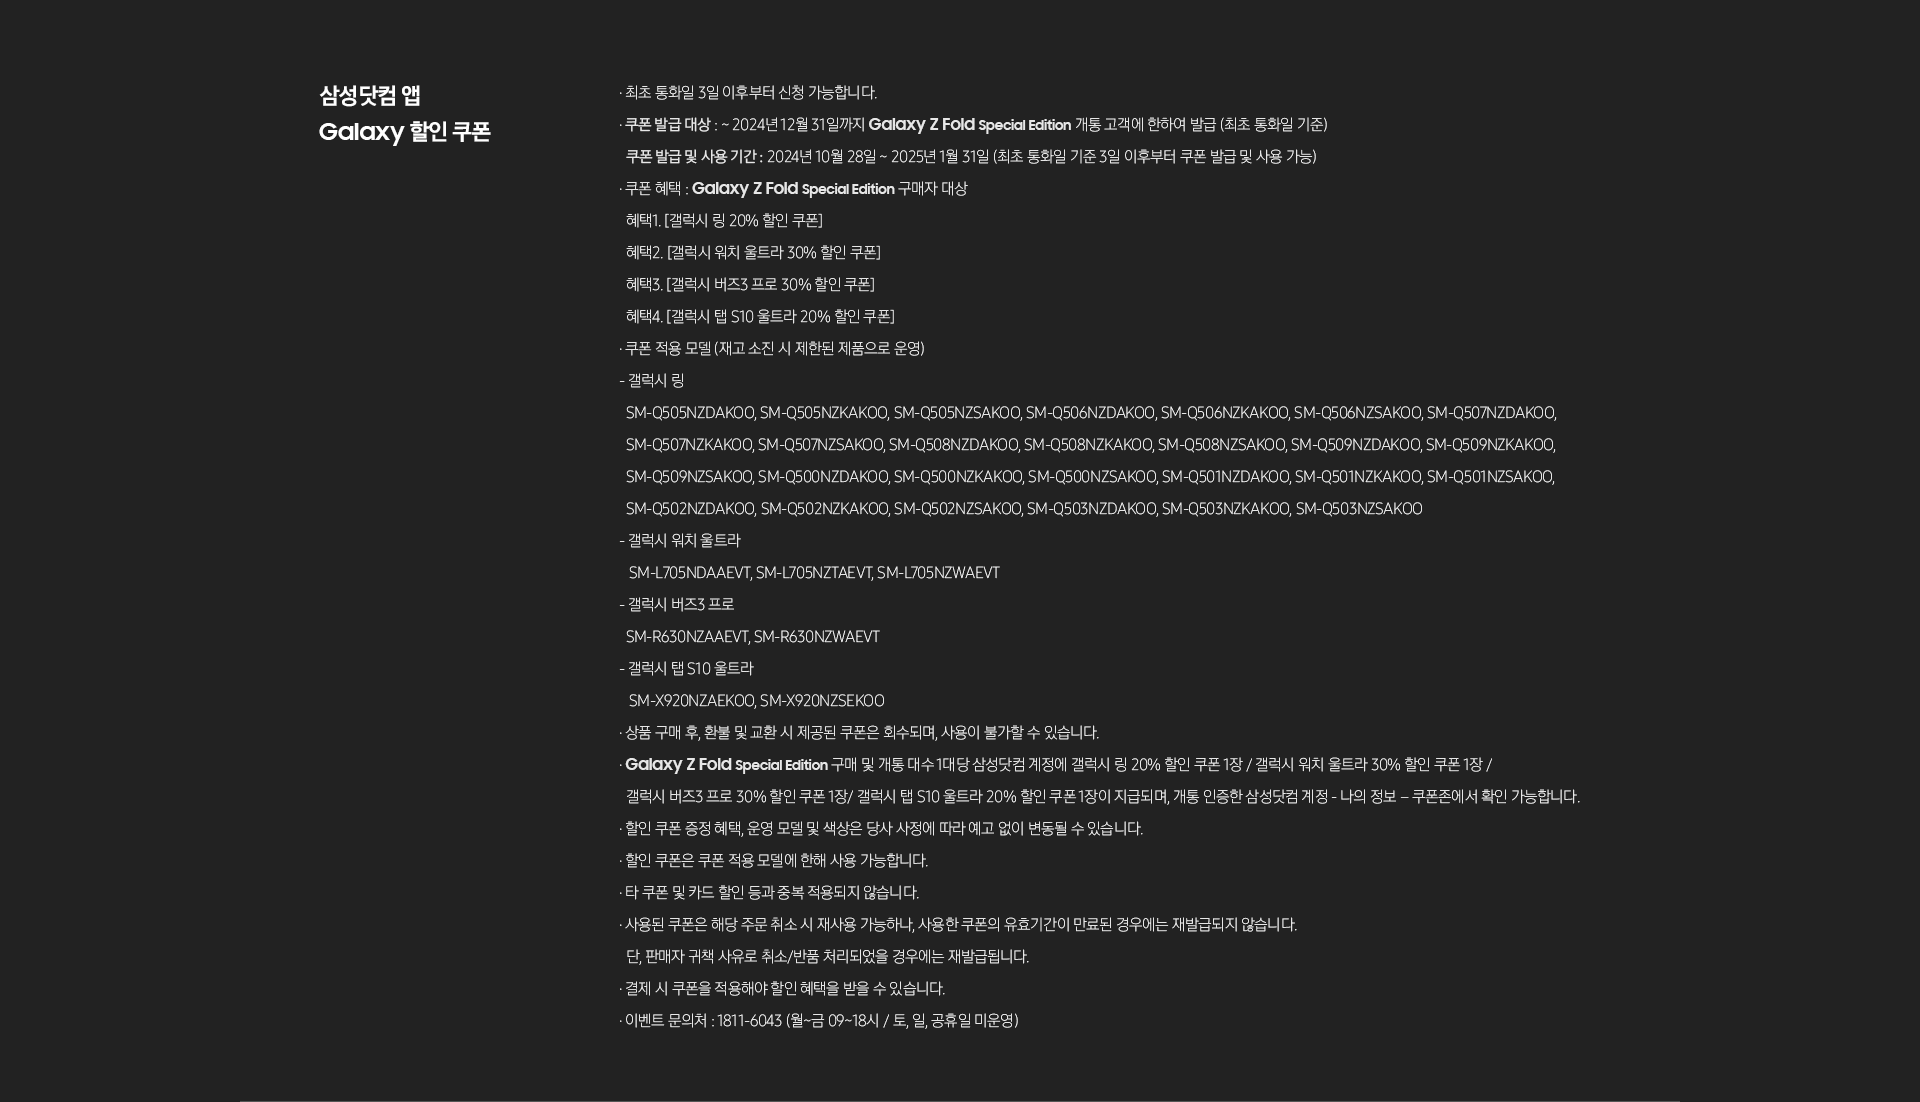 삼성닷컴 앱
Galaxy 할인 쿠폰
· 최초 통화일 3일 이후부터 신청 가능합니다.
· 쿠폰 발급 대상 : ~ 2024년 12월 31일까지 Galaxy Z Fold Special Edition 개통 고객에 한하여 발급 (최초 통화일 기준)
쿠폰 발급 및 사용 기간 : 2024년 10월 28일 ~ 2025년 1월 31일 (최초 통화일 기준 3일 이후부터 쿠폰 발급 및 사용 가능)
· 쿠폰 혜택 : Galaxy Z Fold Special Edition 구매자 대상
혜택1. [갤럭시 링 20% 할인 쿠폰]
혜택2. [갤럭시 워치 울트라 30% 할인 쿠폰]
혜택3. [갤럭시 버즈3 프로 30% 할인 쿠폰]
혜택4. [갤럭시 탭 S10 울트라 20% 할인 쿠폰]
· 쿠폰 적용 모델 (재고 소진 시 제한된 제품으로 운영)
- 갤럭시 링
SM-Q505NZDAKOO, SM-Q505NZKAKOO, SM-Q505NZSAKOO, SM-Q506NZDAKOO, SM-Q506NZKAKOO, SM-Q506NZSAKOO, SM-Q507NZDAKOO,
SM-Q507NZKAKOO, SM-Q507NZSAKOO, SM-Q508NZDAKOO, SM-Q508NZKAKOO, SM-Q508NZSAKOO, SM-Q509NZDAKOO, SM-Q509NZKAKOO,
SM-Q509NZSAKOO, SM-Q500NZDAKOO, SM-Q500NZKAKOO, SM-Q500NZSAKOO, SM-Q501NZDAKOO, SM-Q501NZKAKOO, SM-Q501NZSAKOO,
SM-Q502NZDAKOO, SM-Q502NZKAKOO, SM-Q502NZSAKOO, SM-Q503NZDAKOO, SM-Q503NZKAKOO, SM-Q503NZSAKOO
- 갤럭시 워치 울트라
SM-L705NDAAEVT, SM-L705NZTAEVT, SM-L705NZWAEVT
- 갤럭시 버즈3 프로
SM-R630NZAAEVT, SM-R630NZWAEVT
- 갤럭시 탭 S10 울트라
SM-X920NZAEKOO, SM-X920NZSEKOO
· 상품 구매 후, 환불 및 교환 시 제공된 쿠폰은 회수되며, 사용이 불가할 수 있습니다.
· Galaxy Z Fold Special Edition 구매 및 개통 대수 1대당 삼성닷컴 계정에 갤럭시 링 20% 할인 쿠폰 1장 / 갤럭시 워치 울트라 30% 할인 쿠폰 1장 /
갤럭시 버즈3 프로 30% 할인 쿠폰 1장/ 갤럭시 탭 S10 울트라 20% 할인 쿠폰 1장이 지급되며, 개통 인증한 삼성닷컴 계정 - 나의 정보 – 쿠폰존에서 확인 가능합니다.
· 할인 쿠폰 증정 혜택, 운영 모델 및 색상은 당사 사정에 따라 예고 없이 변동될 수 있습니다.
· 할인 쿠폰은 쿠폰 적용 모델에 한해 사용 가능합니다.
· 타 쿠폰 및 카드 할인 등과 중복 적용되지 않습니다.
· 사용된 쿠폰은 해당 주문 취소 시 재사용 가능하나, 사용한 쿠폰의 유효기간이 만료된 경우에는 재발급되지 않습니다.
단, 판매자 귀책 사유로 취소/반품 처리되었을 경우에는 재발급됩니다.
· 결제 시 쿠폰을 적용해야 할인 혜택을 받을 수 있습니다.
· 이벤트 문의처 : 1811-6043 (월~금 09~18시 / 토, 일, 공휴일 미운영)